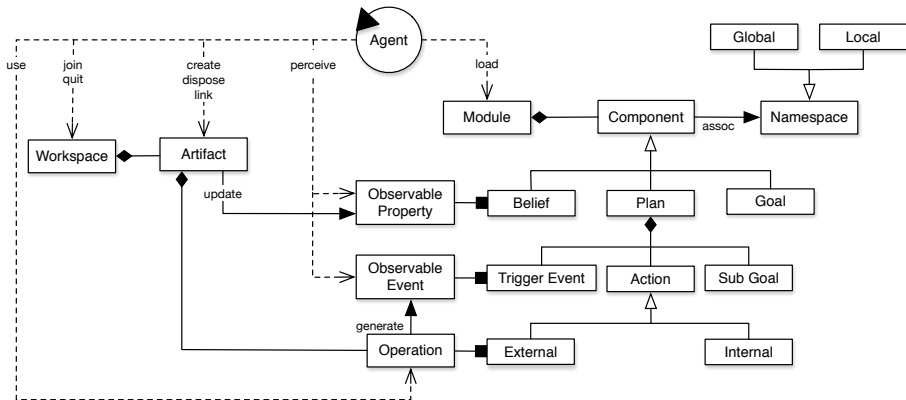 Agent
Global
Local
use
join
quit
create
dispose
link
perceive
load
Module
Component
assoc
Namespace
Workspace
Artifact
update
Observable
Property
Belief
Plan
Goal
Observable
Event
Trigger Event
Action
Sub Goal
generate
Operation
External
Internal